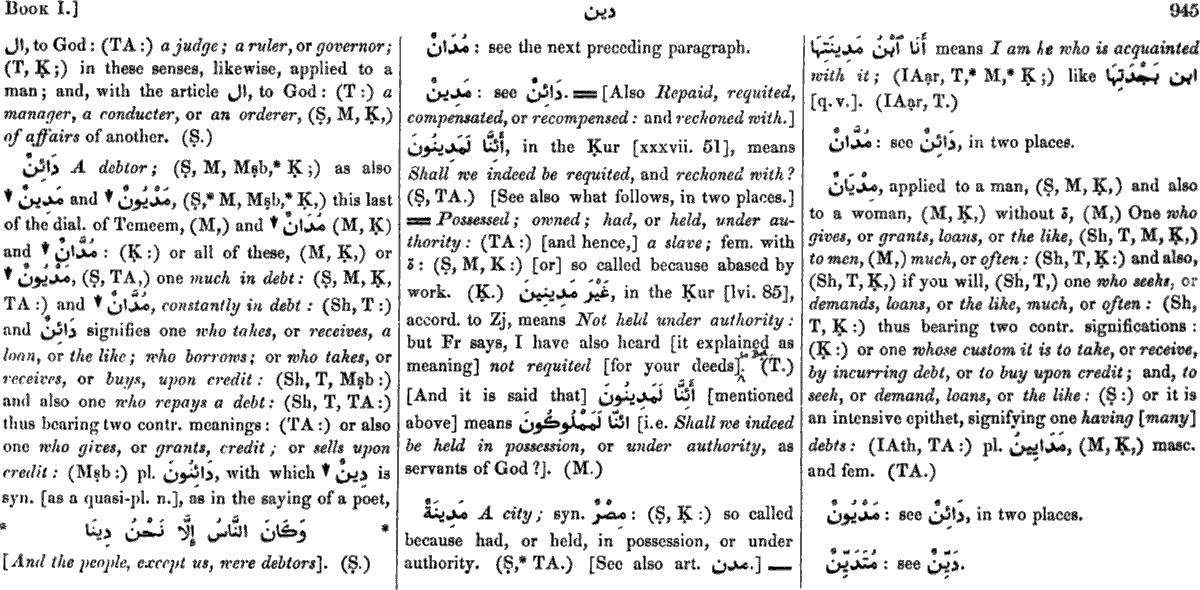 BOOK I.]
دين
945
ال, to God: (TA:) a judge; a ruler, or governor;
(T, Ḳ;) in these senses, likewise, applied to a
man; and, with the article ال, to God: (T:) a
manager, a conducter, or an orderer, (Ṣ, M, Ḳ,)
of affairs of another. (Ṣ.)
دَائِنٌ A debtor; (Ṣ, M, Mṣb,* Ḳ;) as also
▼ مَدِينٌ and ▼ مَدْيُونٌ, (Ṣ,* M, Mṣb,* Ḳ,) this last
of the dial. of Temeem, (M,) and ▼ مُدَانٌ (M, Ḳ)
and ▼ مُدَّانٌ: (Ḳ:) or all of these, (M, Ḳ,) or
▼ مَدْيُونٌ, (Ṣ, TA,) one much in debt: (Ṣ, M, Ḳ,
TA:) and ▼ مُدَّانٌ, constantly in debt: (Sh, T:)
and دَائِنٌ signifies one who takes, or receives, a
loan, or the like; who borrows; or who takes, or
receives, or buys, upon credit: (Sh, T, Mṣb:)
and also one who repays a debt: (Sh, T, TA:)
thus bearing two contr. meanings: (TA:) or also
one who gives, or grants, credit; or sells upon
credit: (Mṣb:) pl. دَائِنُونَ, with which ▼ دِينٌ is
syn. [as a quasi-pl. n.], as in the saying of a poet,
* وَكَانَ النَّاسُ إِلَّا نَحْنُ دِينَا *
[And the people, except us, were debtors]. (Ṣ.)
مُدَانٌ: see the next preceding paragraph.
مَدِينٌ: see دَائِنٌ. ═ [Also Repaid, requited,
compensated, or recompensed: and reckoned with.]
أَئِنَّا لَمَدِينُونَ, in the Ḳur [xxxvii. 51], means
Shall we indeed be requited, and reckoned with?
(Ṣ, TA.) [See also what follows, in two places.]
═ Possessed; owned; had, or held, under au-
thority: (TA:) [and hence,] a slave; fem. with
ة: (Ṣ, M, Ḳ:) [or] so called because abased by
work. (Ḳ.) غَيْرَ مَدِينِينَ, in the Ḳur [lvi. 85],
accord. to Zj, means Not held under authority:
but Fr says, I have also heard [it explained as
meaning] not requited [for your deeds]. (T.)
[And it is said that] أَئِنَّا لَمَدِينُونَ [mentioned
above] means ائنَّا لَمَمْلُوكُونَ [i.e. Shall we indeed
be held in possession, or under authority, as
servants of God?]. (M.)
مَدِينَةٌ A city; syn. مِصْرٌ: (Ṣ, Ḳ:) so called
because had, or held, in possession, or under
authority. (Ṣ,* TA.) [See also art. مدن.] —
أَنَا ٱبْنُ مَدِينَتِهَا means I am he who is acquainted
with it; (IAạr, T,* M,* Ḳ;) like ابن بَجْدَتِهَا
[q. v.]. (IAạr, T.)
مُدَّانٌ: see دَائِنٌ, in two places.
مِدْيَانٌ, applied to a man, (Ṣ, M, Ḳ,) and also
to a woman, (M, Ḳ,) without ة, (M,) One who
gives, or grants, loans, or the like, (Sh, T, M, Ḳ,)
to men, (M,) much, or often: (Sh, T, Ḳ:) and also,
(Sh, T, Ḳ,) if you will, (Sh, T,) one who seeks, or
demands, loans, or the like, much, or often: (Sh,
T, Ḳ:) thus bearing two contr. significations:
(Ḳ:) or one whose custom it is to take, or receive,
by incurring debt, or to buy upon credit; and, to
seek, or demand, loans, or the like: (Ṣ:) or it is
an intensive epithet, signifying one having [many]
debts: (IAth, TA:) pl. مَدَايِينُ, (M, Ḳ,) masc.
and fem. (TA.)
مَدْيُونٌ: see دَائِنٌ, in two places.
مُتَدَيِّنٌ: see دَيِّنٌ.